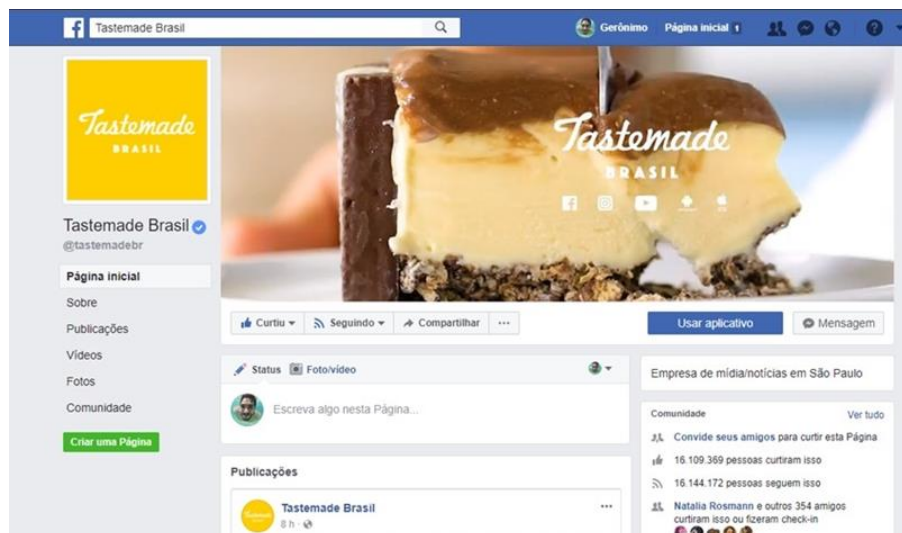 Tastemade Brasil
Gerônimo
Página inicial 1
Tastemade
BRASIL
Tastemade
BRASIL
Tastemade Brasil
@tastemadebr
Página inicial
Sobre
Publicações
Vídeos
Fotos
Comunidade
Criar uma Página
Curtiu
Seguindo
Compartilhar
Usar aplicativo
Mensagem
Status
Foto/vídeo
Escreva algo nesta Página...
Publicações
Tastemade Brasil
8 h
Empresa de mídia/notícias em São Paulo
Comunidade
Ver tudo
Convide seus amigos para curtir esta Página
16.109.369 pessoas curtiram isso
16.144.172 pessoas seguem isso
Natalia Rosmann e outros 354 amigos
curtiram isso ou fizeram check-in